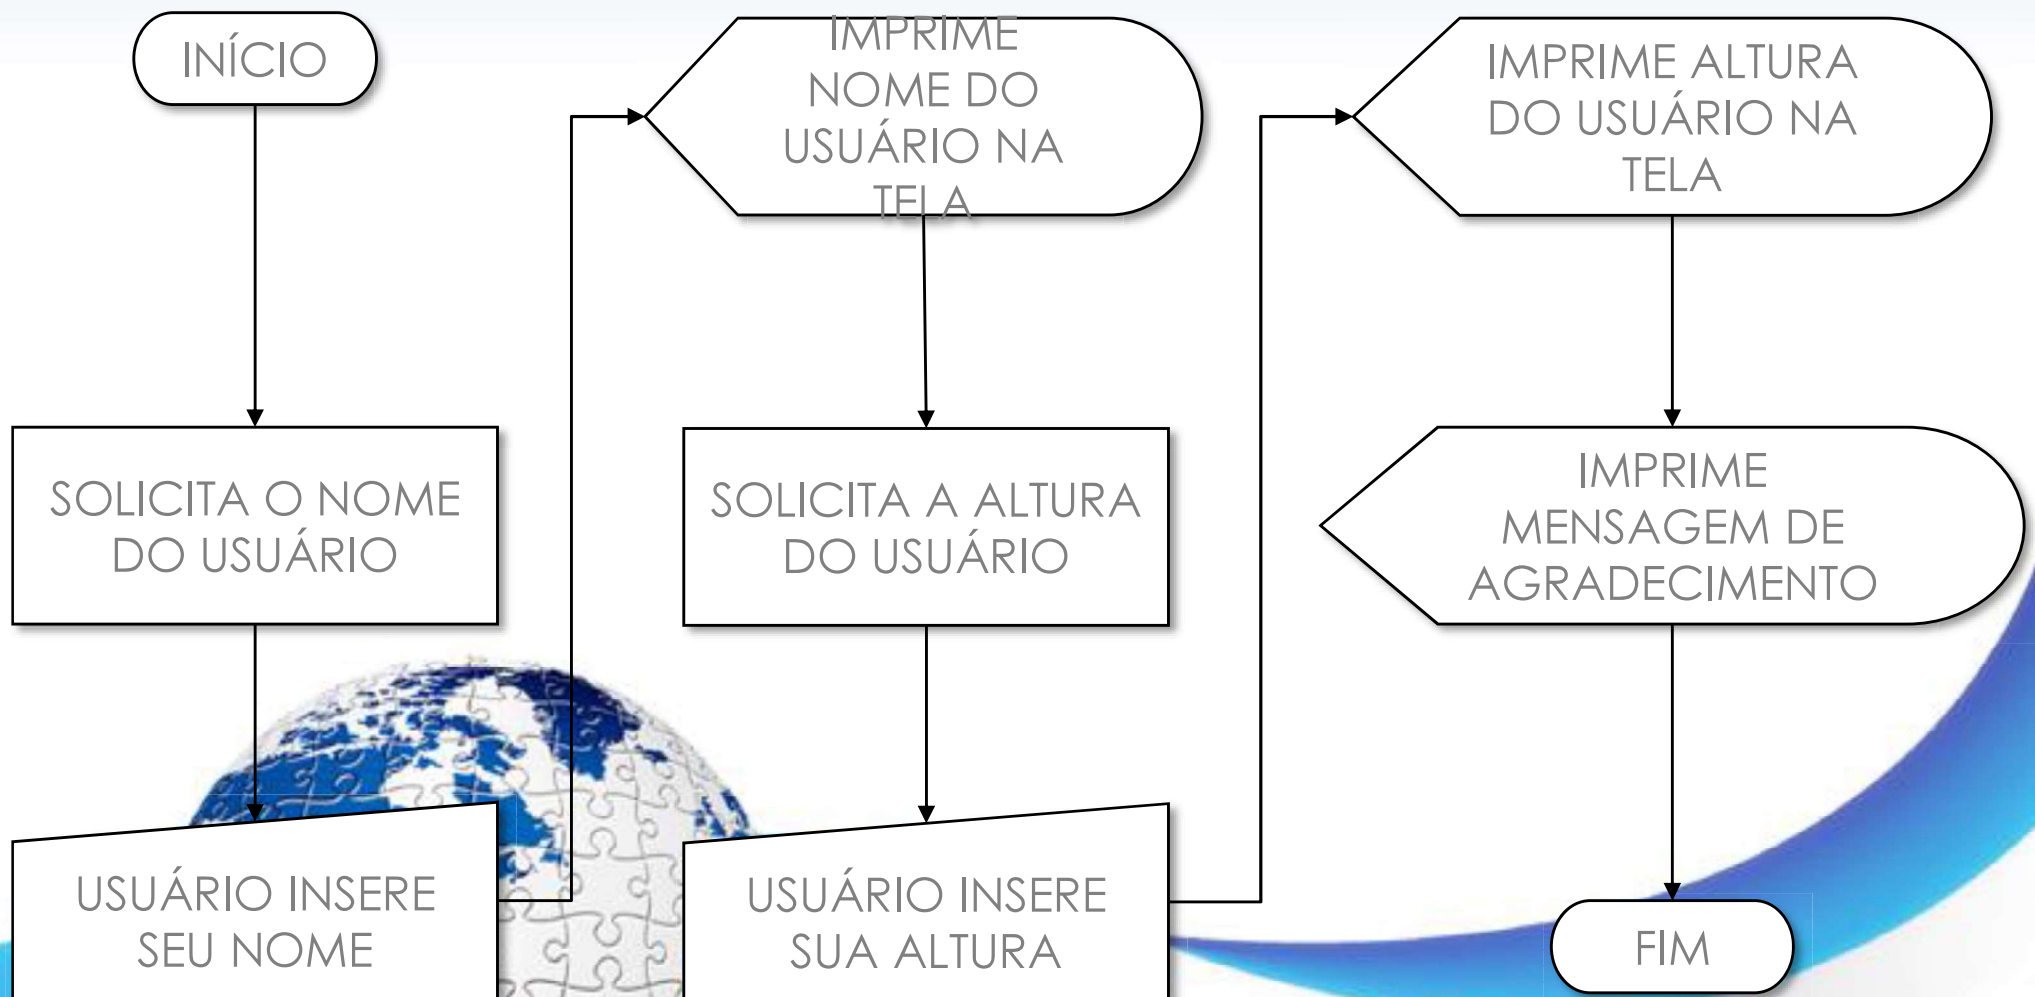 INÍCIO
SOLICITA O NOME
DO USUÁRIO
USUÁRIO INSERE
SEU NOME
IMPRIME
NOME DO
USUÁRIO NA
TELA
SOLICITA A ALTURA
DO USUÁRIO
USUÁRIO INSERE
SUA ALTURA
IMPRIME ALTURA
DO USUÁRIO NA
TELA
IMPRIME
MENSAGEM DE
AGRADECIMENTO
FIM